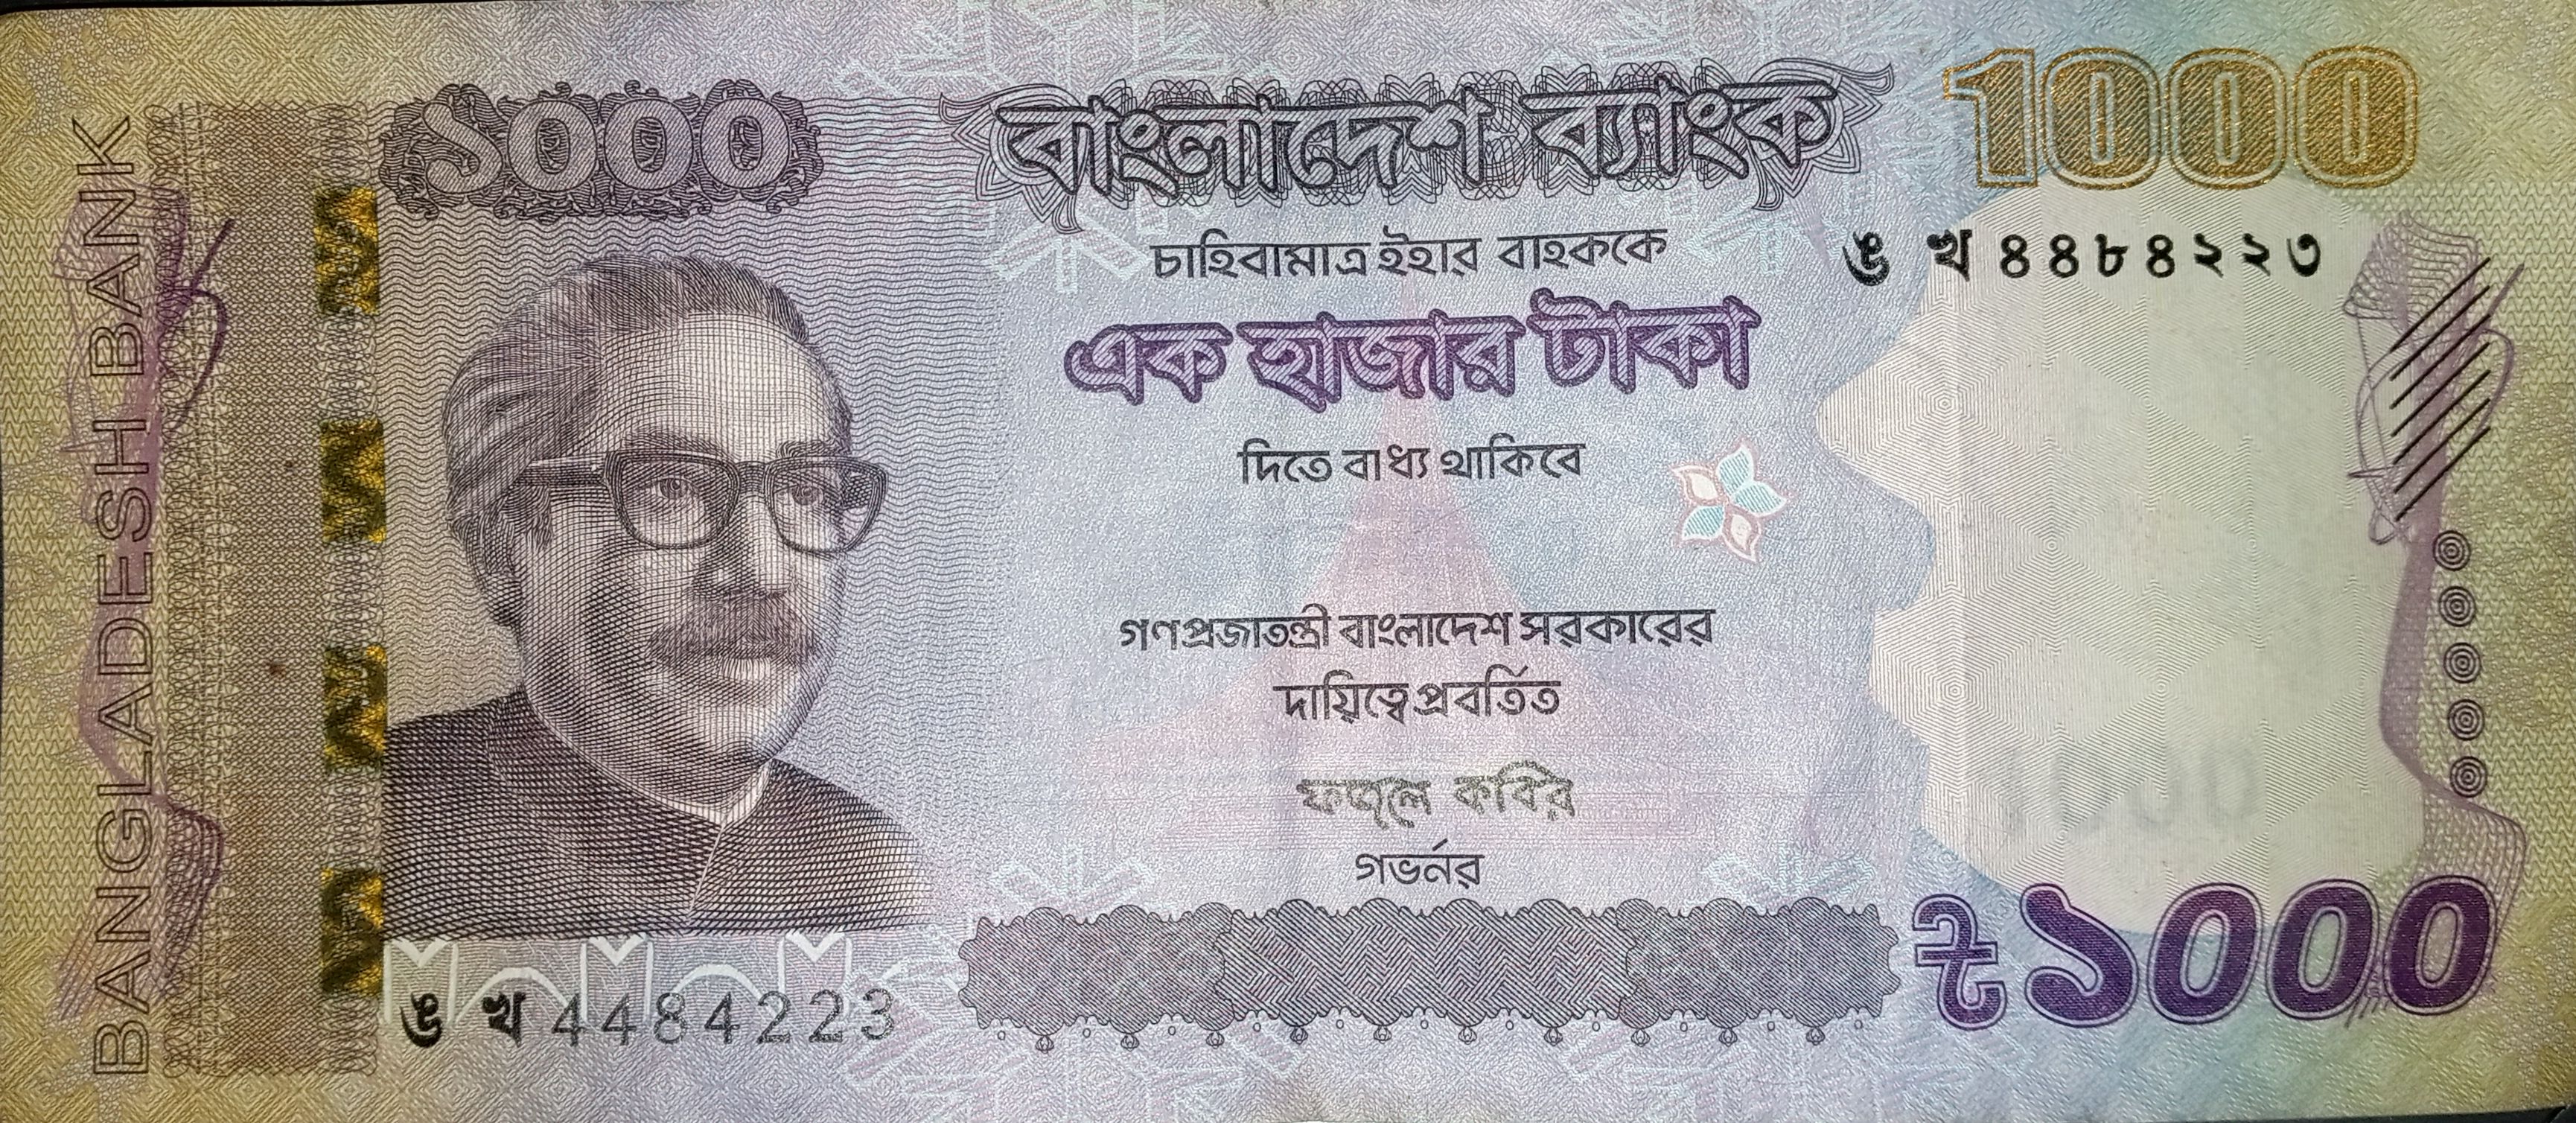 BANGLADESH BANK
১০০০
বাংলাদেশ ব্যাংক
1000
চাহিবামাত্র ইহার বাহককে
ঙ খ ৪৪৮৪২২৩
এক হাজার টাকা
দিতে বাধ্য থাকিবে
গণপ্রজাতন্ত্রী বাংলাদেশ সরকারের
দায়িত্বে প্রবর্তিত
ফজলে কবির
গভর্নর
৳১০০০
ঙ খ 4484223